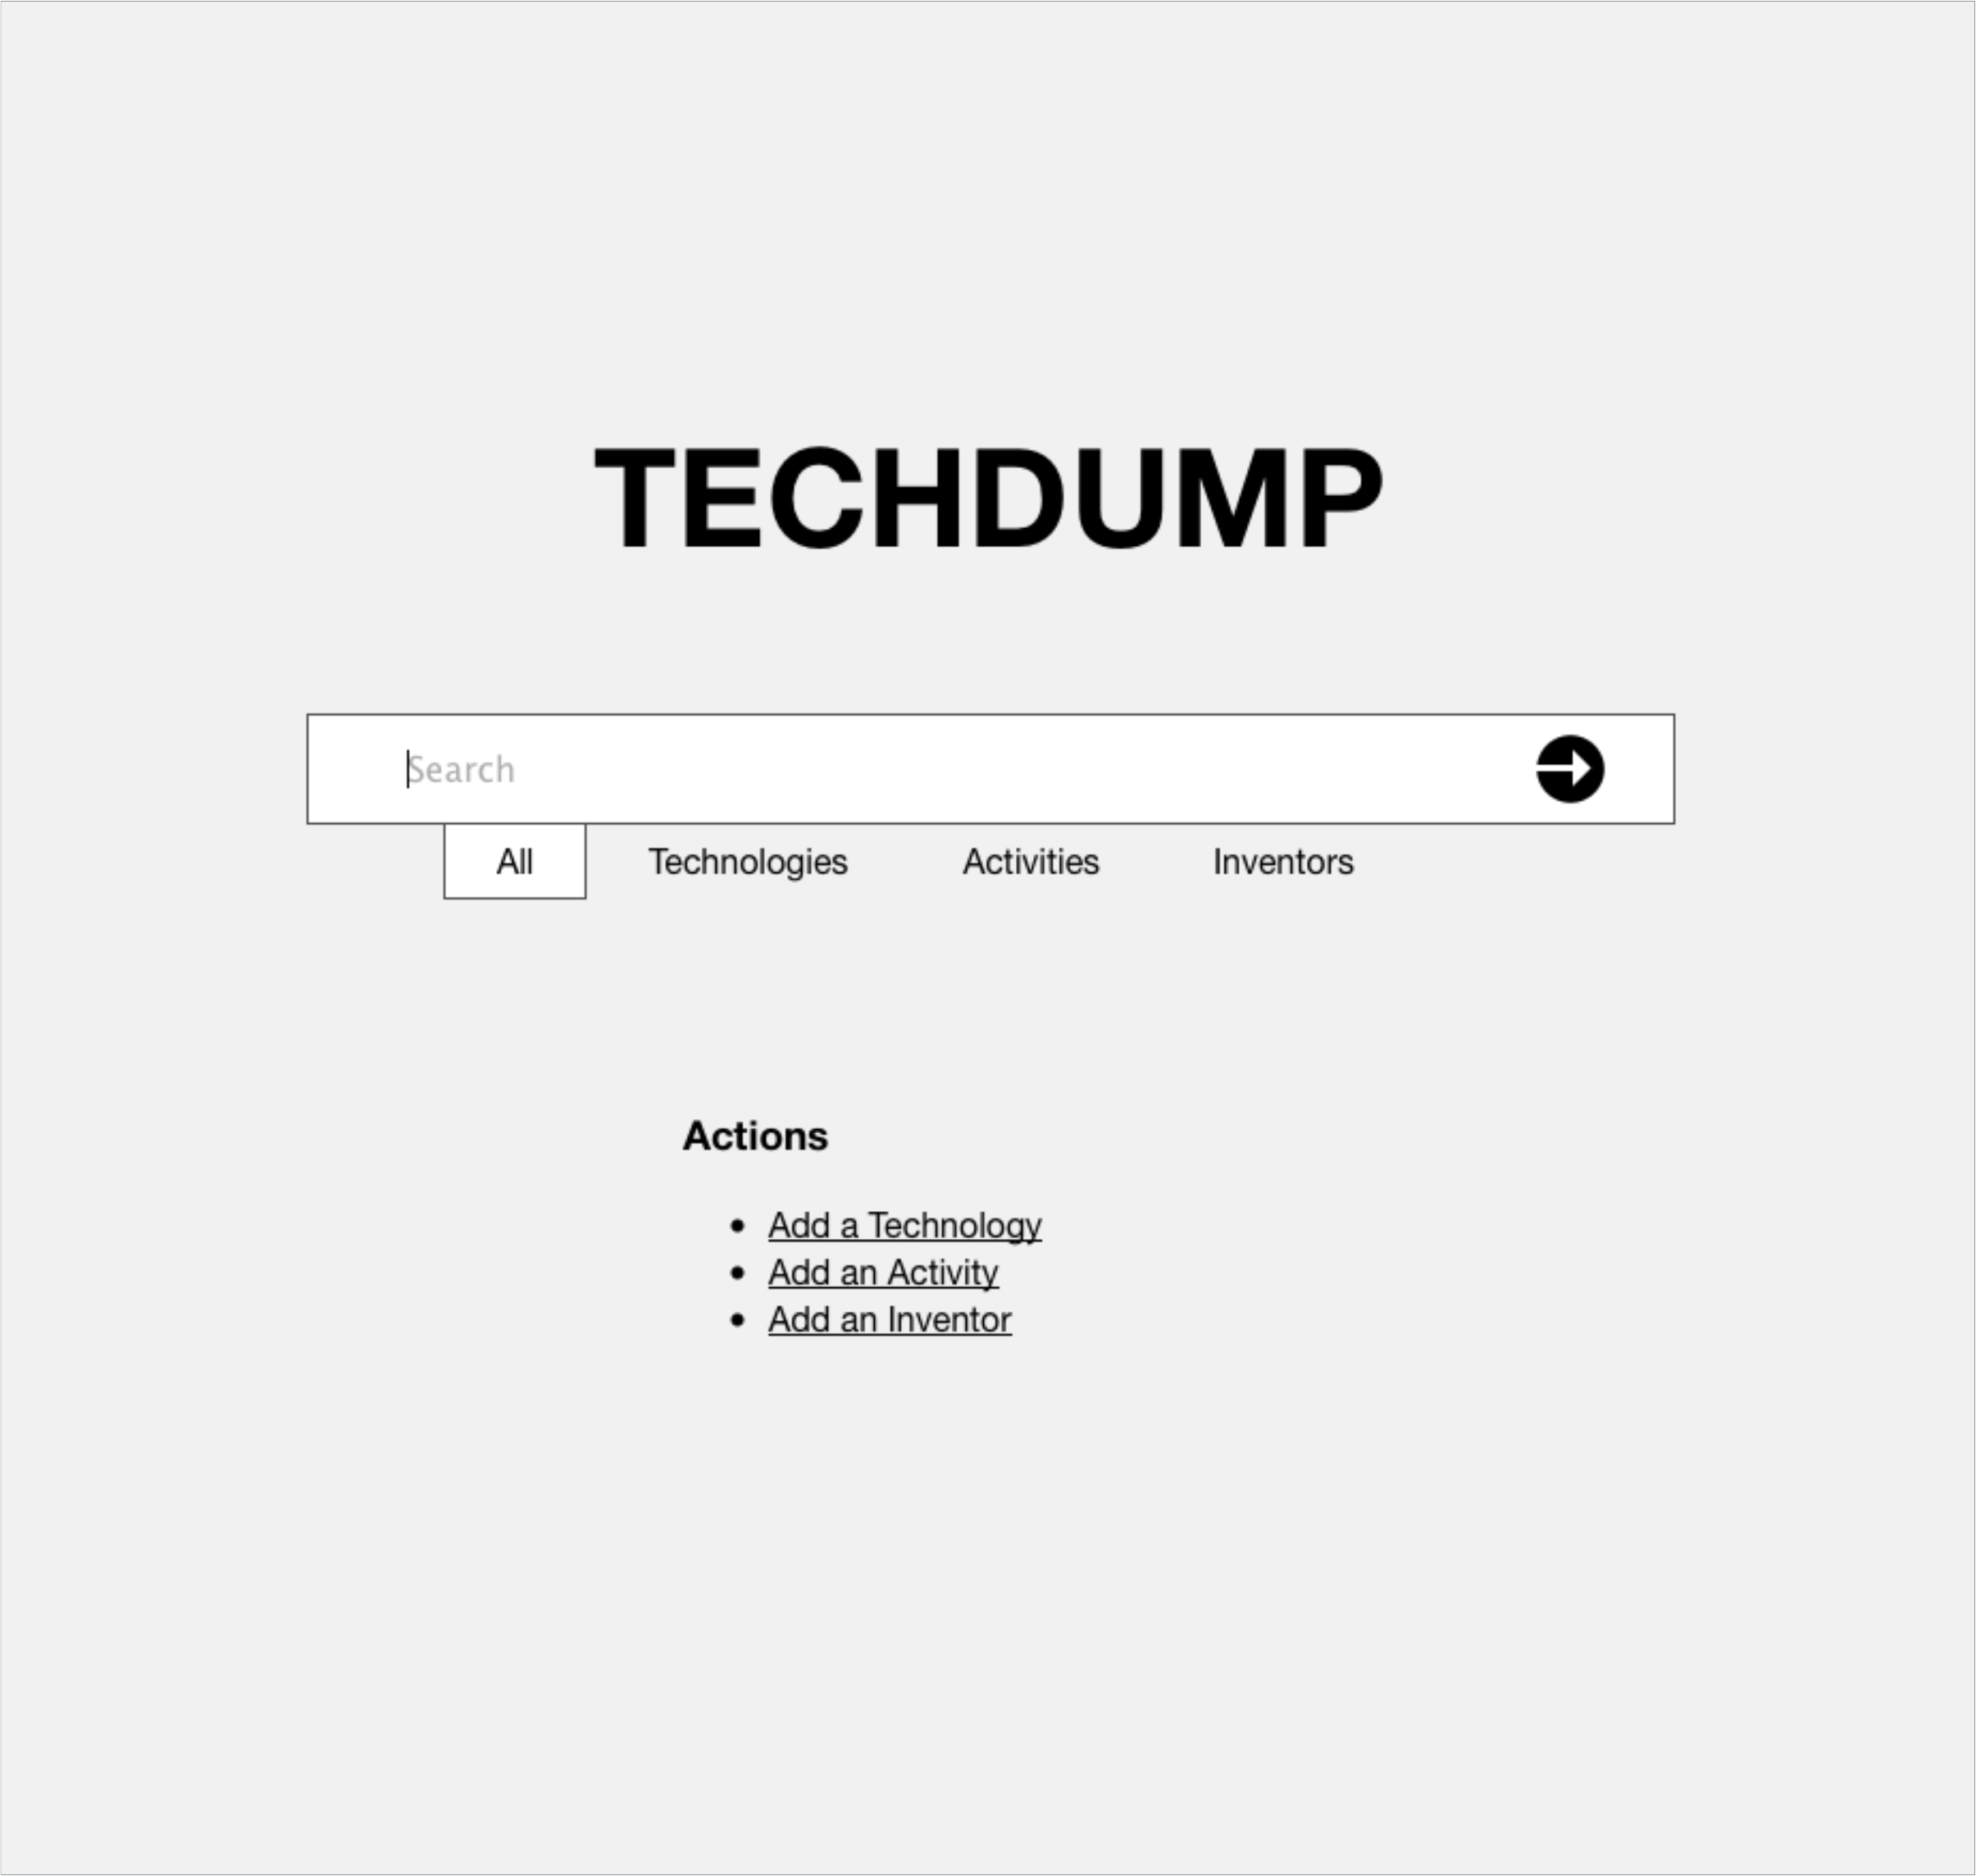 TECHDUMP
Search
All Technologies Activities Inventors
Actions
Add a Technology
Add an Activity
Add an Inventor